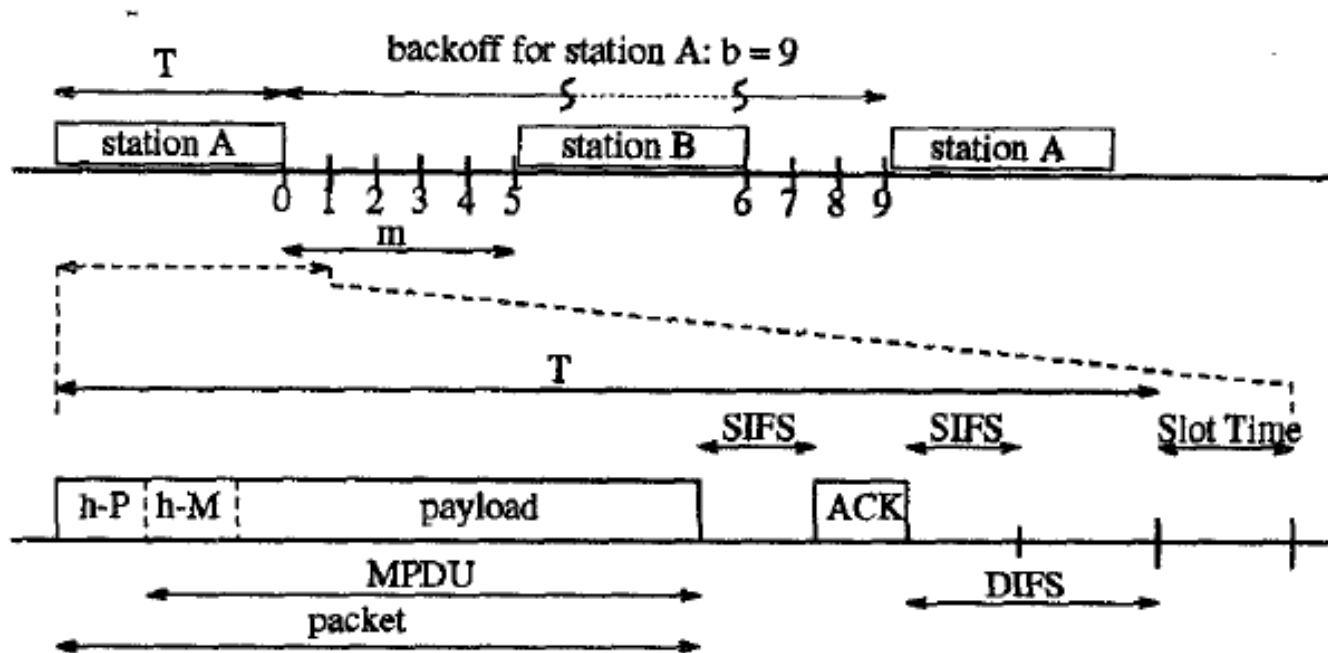 backoff for station A: b = 9
T
station A
station B
station A
0 1 2 3 4 5 6 7 8 9
m
T
SIFS SIFS Slot Time
h-P h-M payload ACK
MPDU DIFS
packet